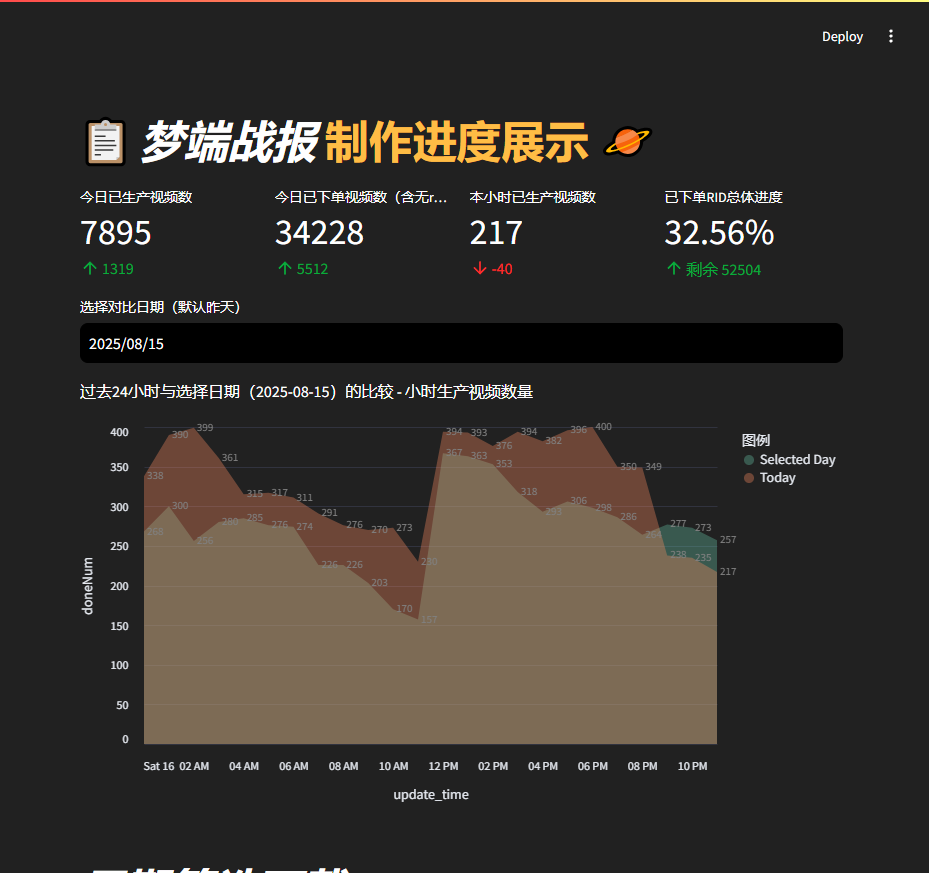 Deploy
梦端战报 制作进度展示
今日已生产视频数
7895
1319
今日已下单视频数（含无r...
34228
5512
本小时已生产视频数
217
-40
已下单RID总体进度
32.56%
剩余 52504
选择对比日期（默认昨天）
2025/08/15
过去24小时与选择日期（2025-08-15）的比较 - 小时生产视频数量
图例
Selected Day
Today
doneNum
400
350
300
250
200
150
100
50
0
338 390 399 361 315 317 311 291 276 270 273 230 394 393 376 394 382 396 400 350 349 238 235 217
268 300 256 280 285 276 274 226 226 203 170 157 367 363 353 318 293 306 298 286 264 277 273 257
Sat 16 02 AM 04 AM 06 AM 08 AM 10 AM 12 PM 02 PM 04 PM 06 PM 08 PM 10 PM
update_time